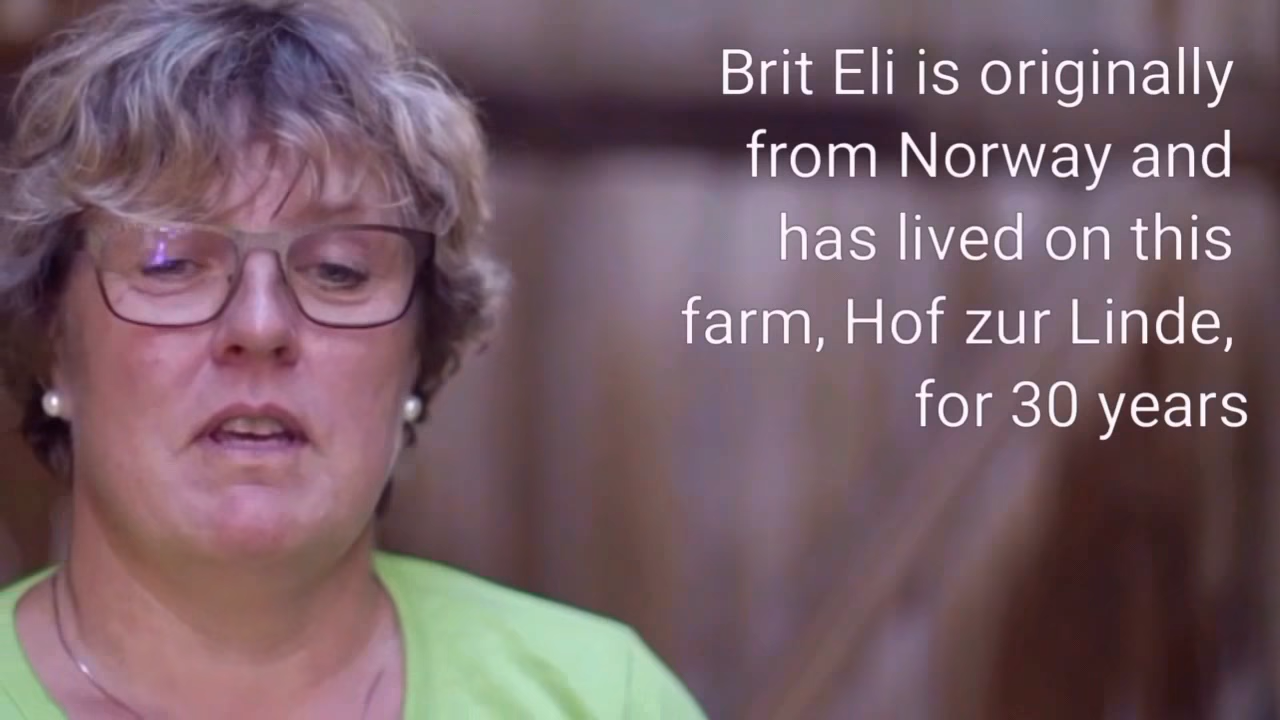 Brit Eli is originally
from Norway and
has lived on this
farm, Hof zur Linde,
for 30 years